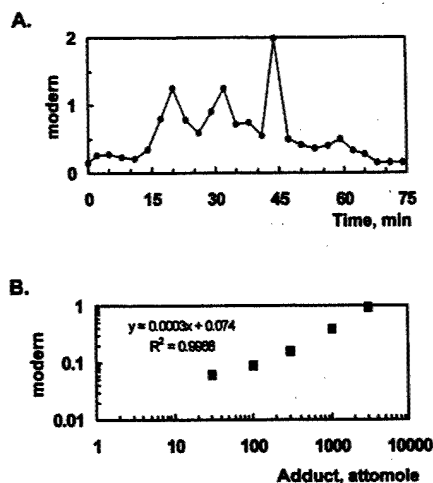 A.
2
1
0
modern
0 15 30 45 60 75
Time, min
B.
1
0.1
0.01
modern
y = 0.0003x + 0.074
R² = 0.9988
1 10 100 1000 10000
Adduct, attomole